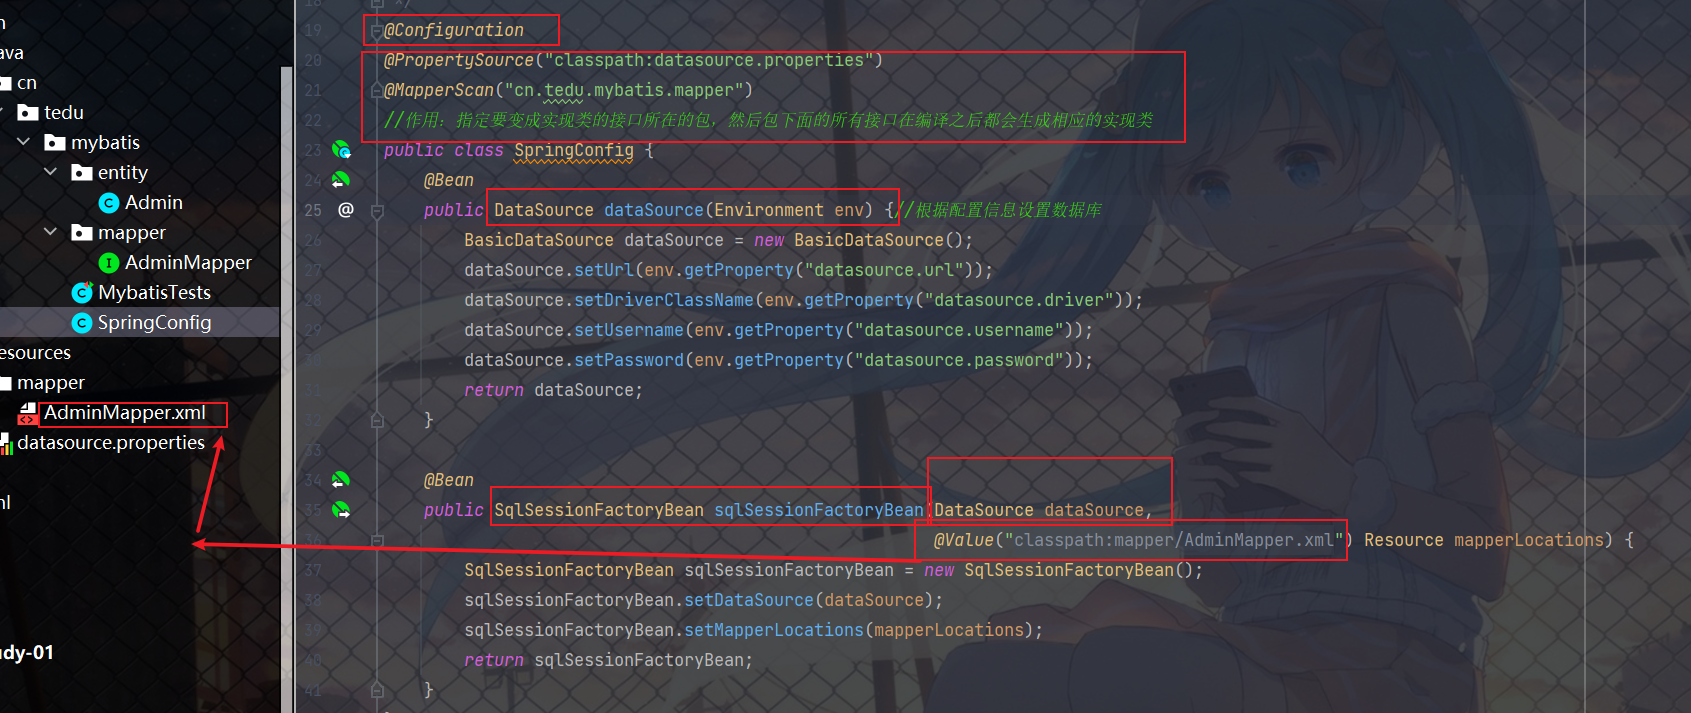 n
ava
cn
tedu
mybatis
entity
Admin
mapper
AdminMapper
MybatisTests
SpringConfig
esources
mapper
AdminMapper.xml
datasource.properties
nl
udy-01
18 */
19 @Configuration
20 @PropertySource("classpath:datasource.properties")
21 @MapperScan("cn.tedu.mybatis.mapper")
22 //作用：指定要变成实现类的接口所在的包，然后包下面的所有接口在编译之后都会生成相应的实现类
23 public class SpringConfig {
24 @Bean
25 @ public DataSource dataSource(Environment env) {//根据配置信息设置数据库
26 BasicDataSource dataSource = new BasicDataSource();
27 dataSource.setUrl(env.getProperty("datasource.url"));
28 dataSource.setDriverClassName(env.getProperty("datasource.driver"));
29 dataSource.setUsername(env.getProperty("datasource.username"));
30 dataSource.setPassword(env.getProperty("datasource.password"));
31 return dataSource;
32 }
33
34 @Bean
35 public SqlSessionFactoryBean sqlSessionFactoryBean(DataSource dataSource,
36 @Value("classpath:mapper/AdminMapper.xml") Resource mapperLocations) {
37 SqlSessionFactoryBean sqlSessionFactoryBean = new SqlSessionFactoryBean();
38 sqlSessionFactoryBean.setDataSource(dataSource);
39 sqlSessionFactoryBean.setMapperLocations(mapperLocations);
40 return sqlSessionFactoryBean;
41 }